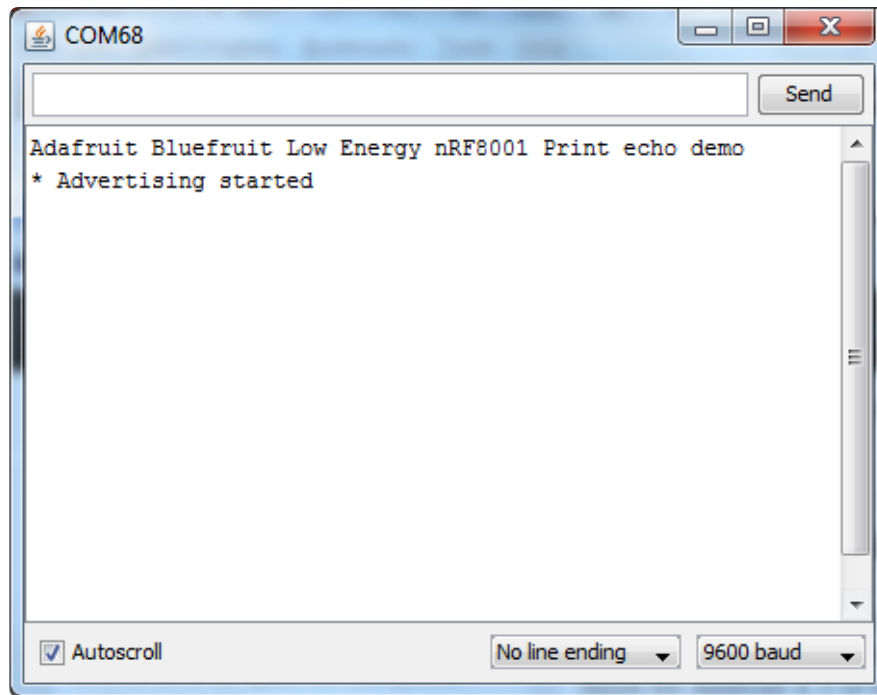 COM68
Send
Adafruit Bluefruit Low Energy nRF8001 Print echo demo
* Advertising started
Autoscroll
No line ending
9600 baud